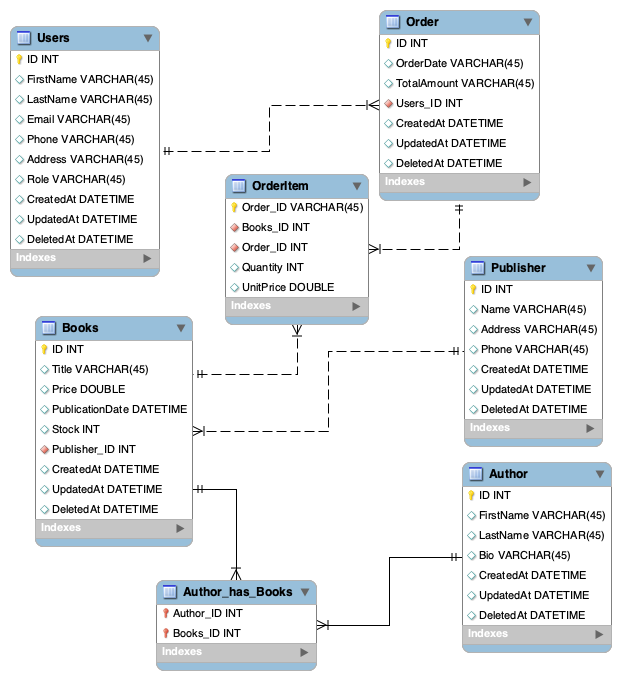 Users
ID INT
FirstName VARCHAR(45)
LastName VARCHAR(45)
Email VARCHAR(45)
Phone VARCHAR(45)
Address VARCHAR(45)
Role VARCHAR(45)
CreatedAt DATETIME
UpdatedAt DATETIME
DeletedAt DATETIME
Indexes
Order
ID INT
OrderDate VARCHAR(45)
TotalAmount VARCHAR(45)
Users_ID INT
CreatedAt DATETIME
UpdatedAt DATETIME
DeletedAt DATETIME
Indexes
OrderItem
Order_ID VARCHAR(45)
Books_ID INT
Order_ID INT
Quantity INT
UnitPrice DOUBLE
Indexes
Publisher
ID INT
Name VARCHAR(45)
Address VARCHAR(45)
Phone VARCHAR(45)
CreatedAt DATETIME
UpdatedAt DATETIME
DeletedAt DATETIME
Indexes
Books
ID INT
Title VARCHAR(45)
Price DOUBLE
PublicationDate DATETIME
Stock INT
Publisher_ID INT
CreatedAt DATETIME
UpdatedAt DATETIME
DeletedAt DATETIME
Indexes
Author
ID INT
FirstName VARCHAR(45)
LastName VARCHAR(45)
Bio VARCHAR(45)
CreatedAt DATETIME
UpdatedAt DATETIME
DeletedAt DATETIME
Indexes
Author_has_Books
Author_ID INT
Books_ID INT
Indexes